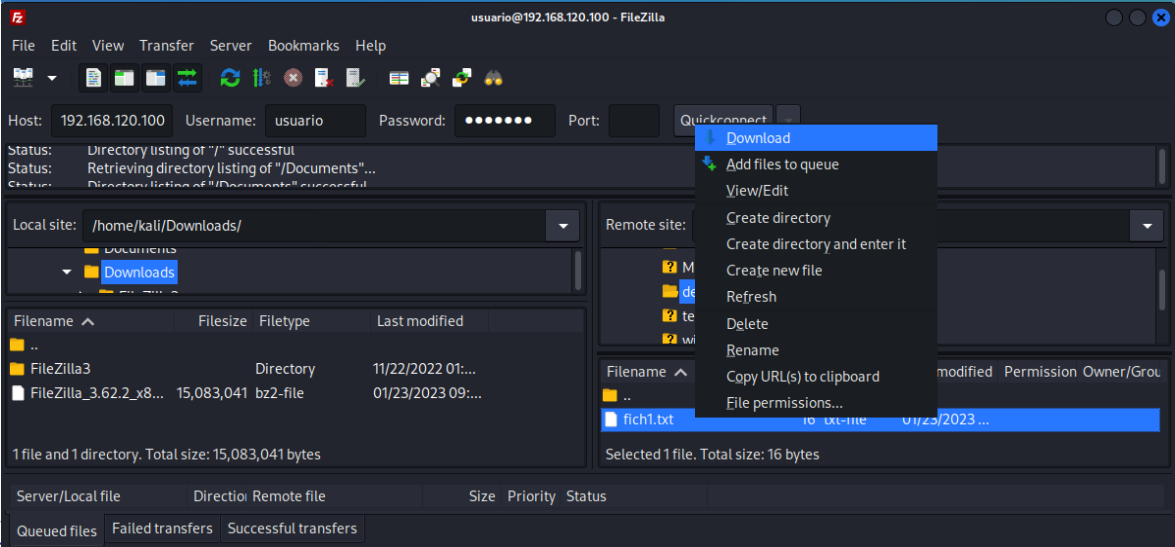 usuario@192.168.120.100 - FileZilla
File Edit View Transfer Server Bookmarks Help
Host: 192.168.120.100 Username: usuario Password: ●●●●●●● Port: Quickconnect
Status: Directory listing of "/" successful
Status: Retrieving directory listing of "/Documents"...
Status: Directory listing of "/Documents" successful
Download
Add files to queue
View/Edit
Create directory
Create directory and enter it
Create new file
Refresh
Delete
Rename
Copy URL(s) to clipboard
File permissions...
Local site: /home/kali/Downloads/
Documents
Downloads
FileZilla3
Filename Filesize Filetype Last modified
..
FileZilla3 Directory 11/22/2022 01:...
FileZilla_3.62.2_x8... 15,083,041 bz2-file 01/23/2023 09:...
1 file and 1 directory. Total size: 15,083,041 bytes
Remote site:
M
de
te
wi
Filename modified Permission Owner/Grou
..
fich1.txt 16 txt-file 01/23/2023 ...
Selected 1 file. Total size: 16 bytes
Server/Local file Direction Remote file Size Priority Status
Queued files Failed transfers Successful transfers